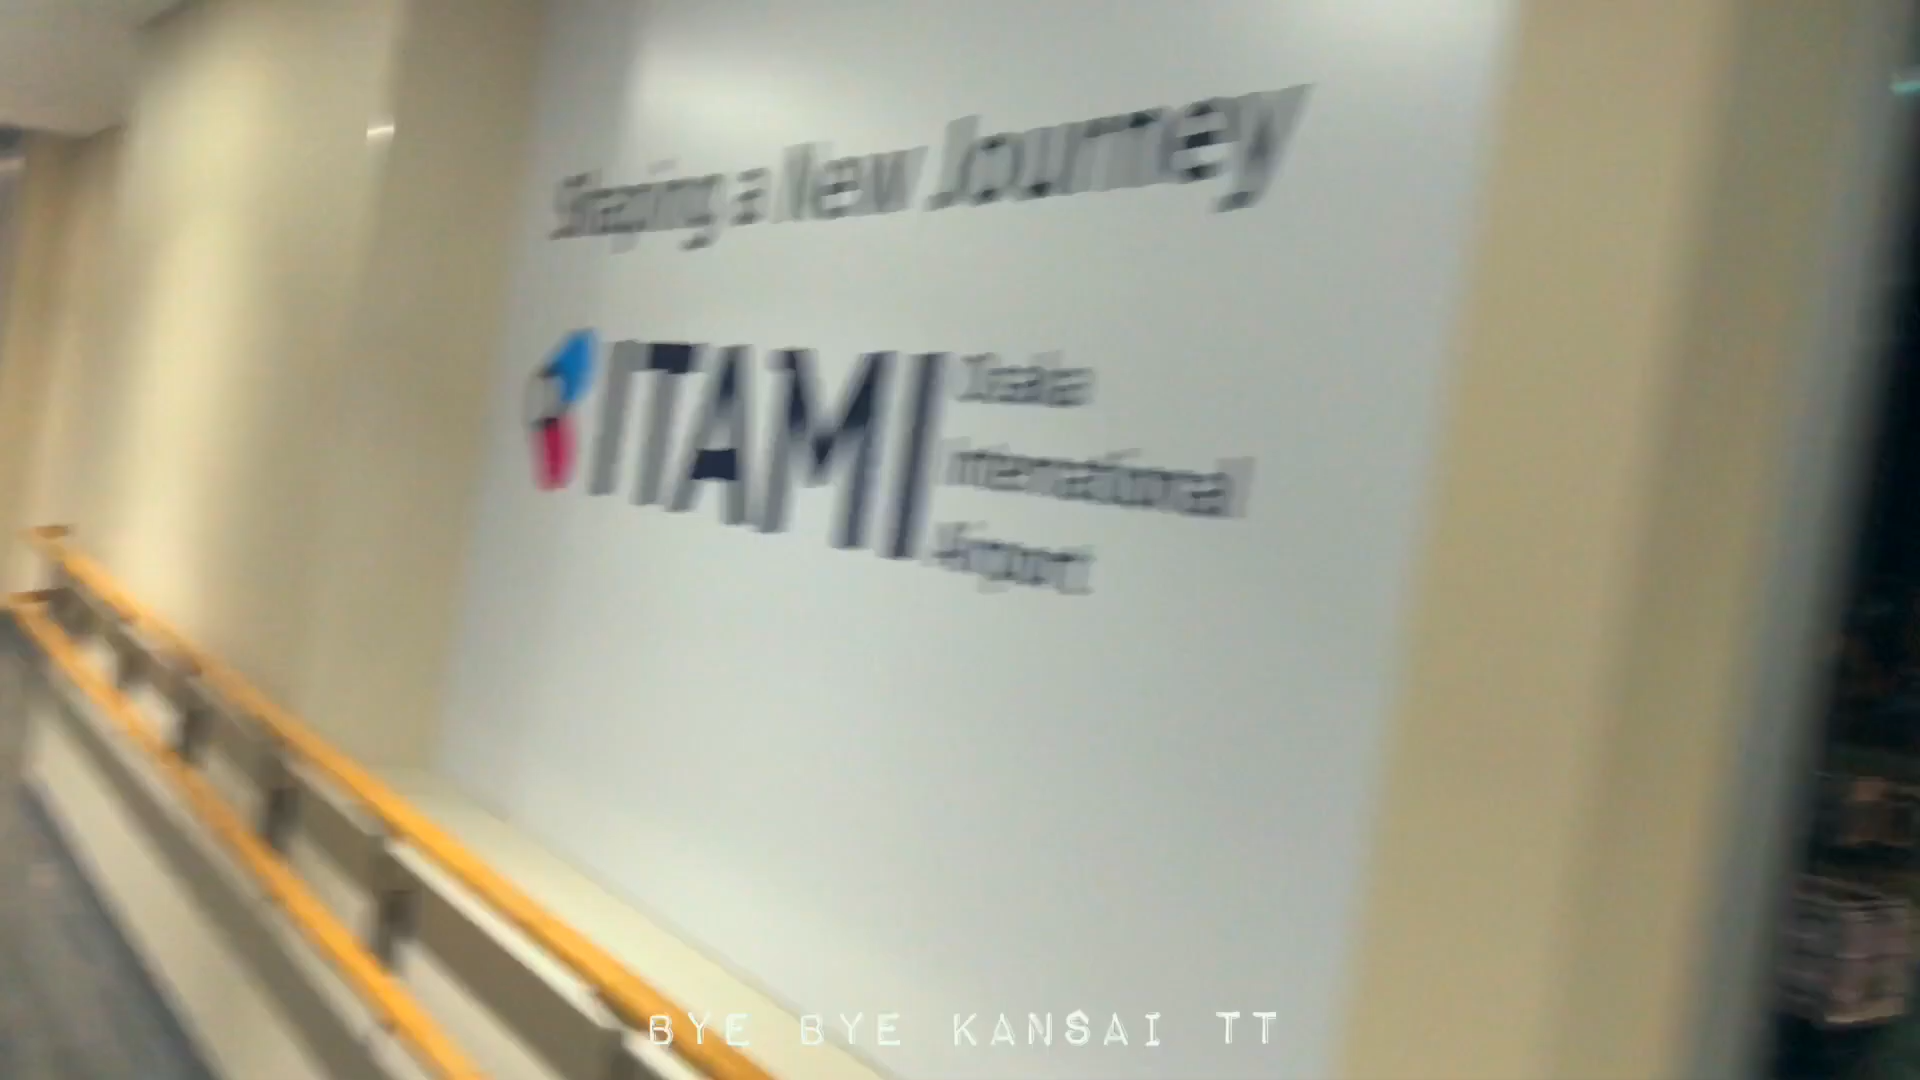 Shaping a New Journey
ITAMI
Osaka
International
Airport
BYE BYE KANSAI TT